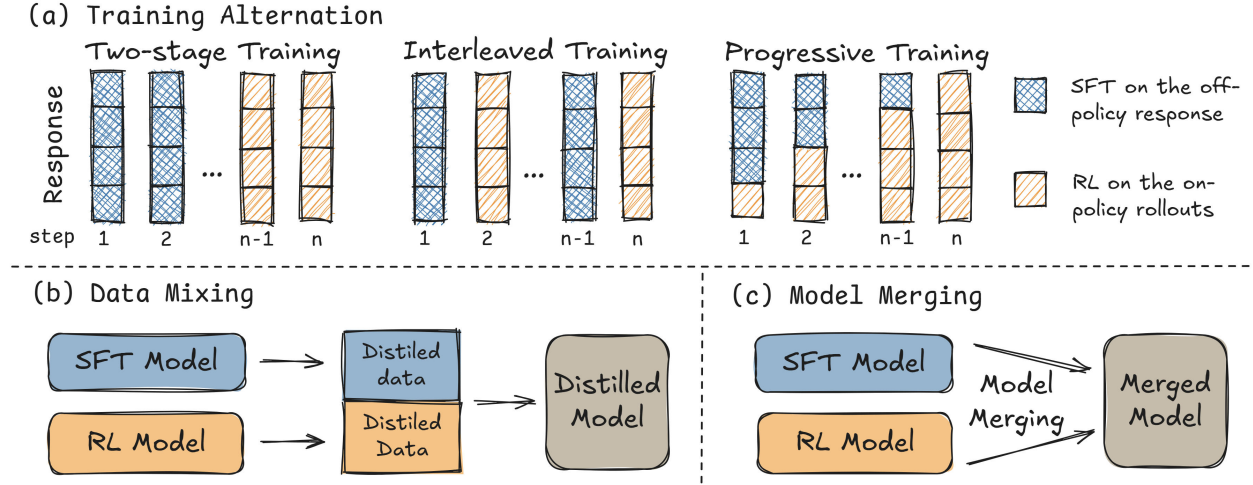 (a) Training Alternation
Two-stage Training
Interleaved Training
Progressive Training
Response
...
...
...
SFT on the off-
policy response
RL on the on-
policy rollouts
step 1 2 n-1 n 1 2 n-1 n 1 2 n-1 n
(b) Data Mixing
SFT Model
RL Model
Distiled
data
Distiled
Data
Distilled
Model
(c) Model Merging
SFT Model
RL Model
Model
Merging
Merged
Model